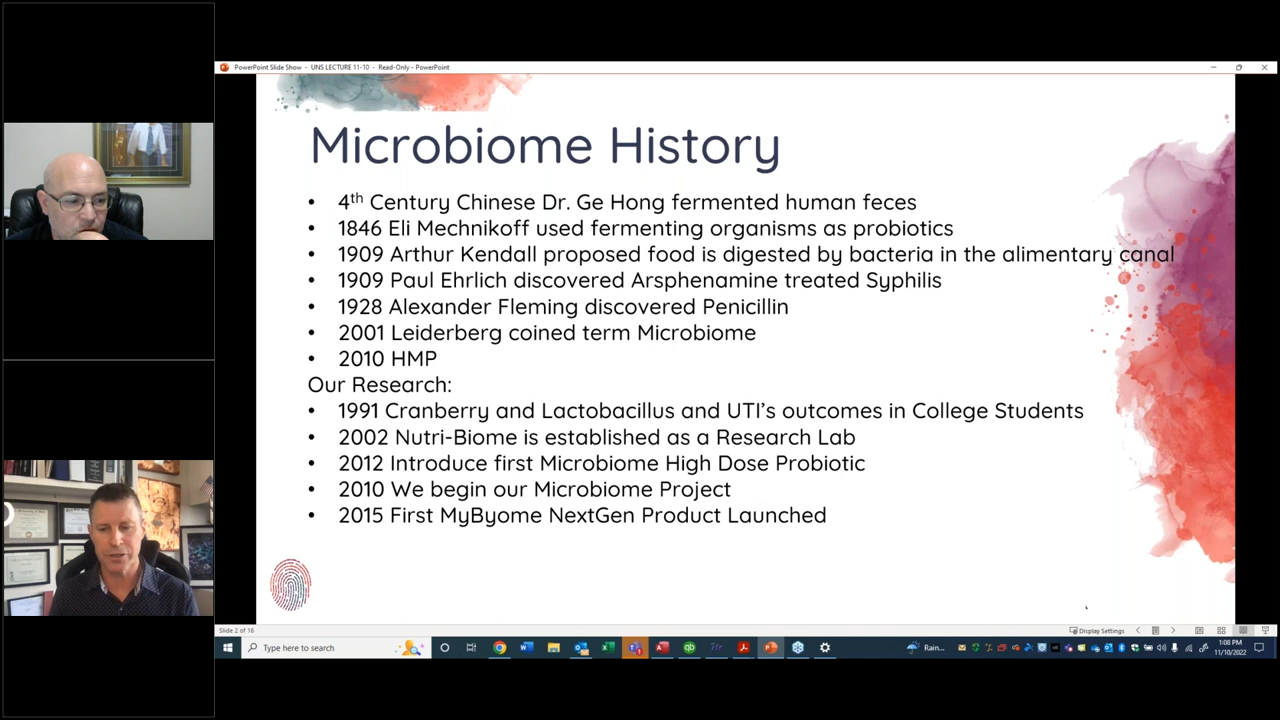 PowerPoint Slide Show - UNS LECTURE 11-10 - Read-Only - PowerPoint
Microbiome History
• 4th Century Chinese Dr. Ge Hong fermented human feces
• 1846 Eli Mechnikoff used fermenting organisms as probiotics
• 1909 Arthur Kendall proposed food is digested by bacteria in the alimentary canal
• 1909 Paul Ehrlich discovered Arsphenamine treated Syphilis
• 1928 Alexander Fleming discovered Penicillin
• 2001 Leiderberg coined term Microbiome
• 2010 HMP
Our Research:
• 1991 Cranberry and Lactobacillus and UTI's outcomes in College Students
• 2002 Nutri-Biome is established as a Research Lab
• 2012 Introduce first Microbiome High Dose Probiotic
• 2010 We begin our Microbiome Project
• 2015 First MyByome NextGen Product Launched
Slide 2 of 16
Display Settings
Type here to search
Rain...
1:08 PM
11/10/2022